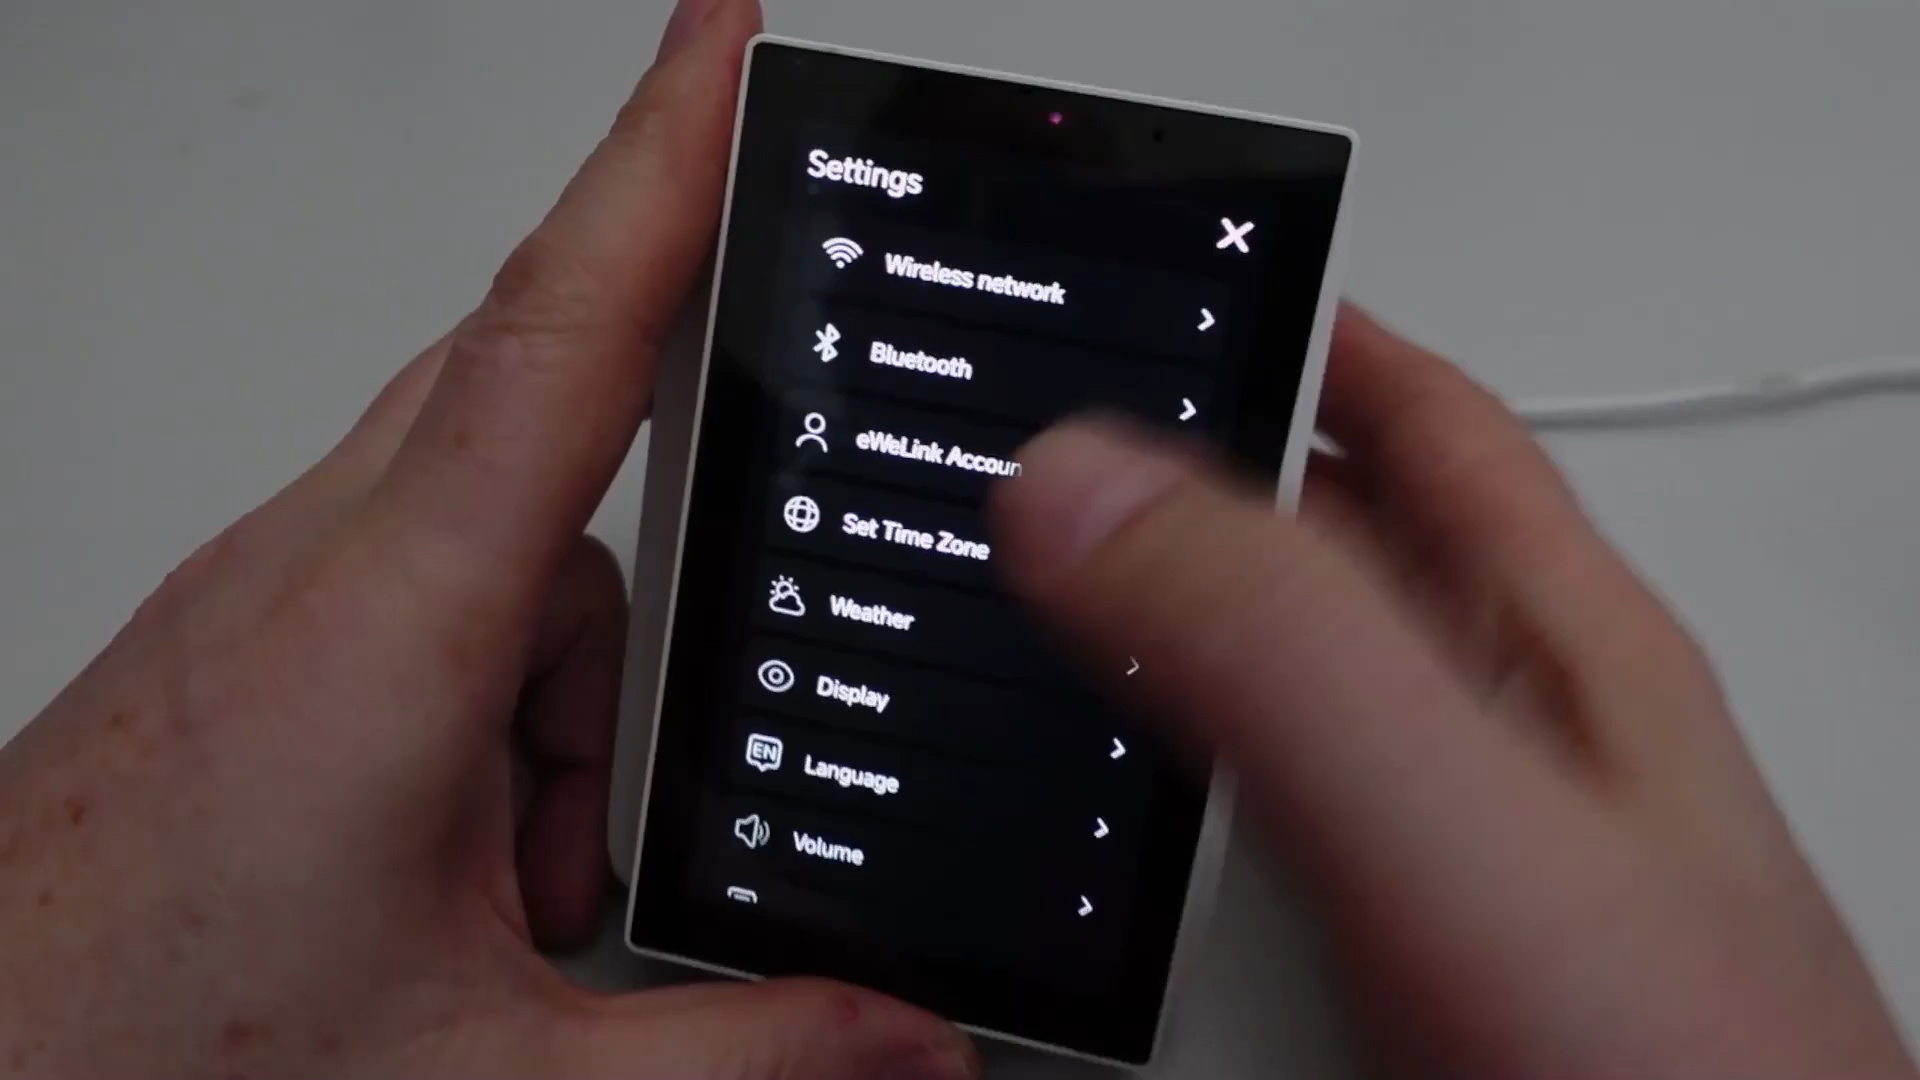 Settings
Wireless network
Bluetooth
eWeLink Accoun
Set Time Zone
Weather
Display
EN
Language
Volume